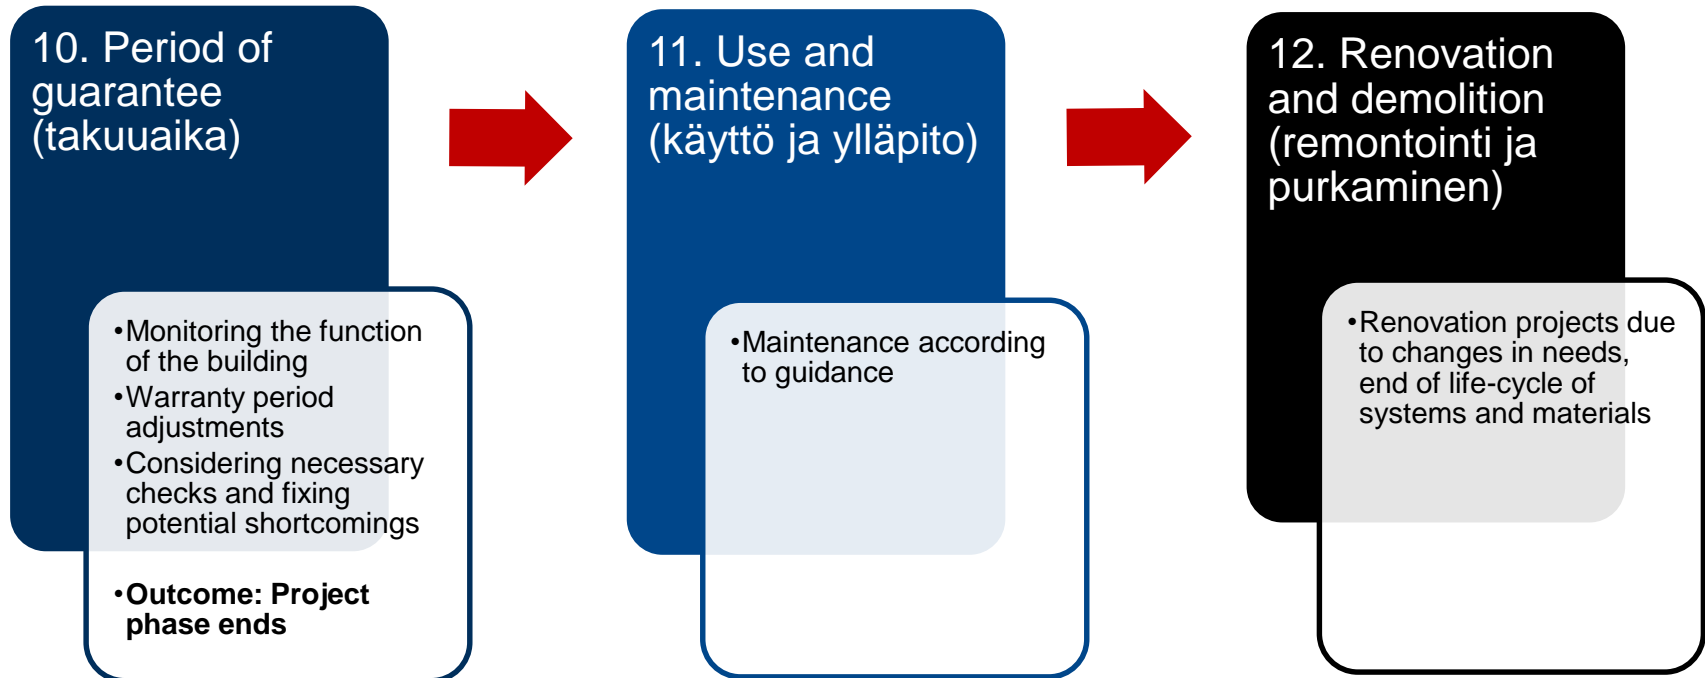 10. Period of
guarantee
(takuuaika)
•Monitoring the function
of the building
•Warranty period
adjustments
•Considering necessary
checks and fixing
potential shortcomings
•Outcome: Project
phase ends
11. Use and
maintenance
(käyttö ja ylläpito)
•Maintenance according
to guidance
12. Renovation
and demolition
(remontointi ja
purkaminen)
•Renovation projects due
to changes in needs,
end of life-cycle of
systems and materials